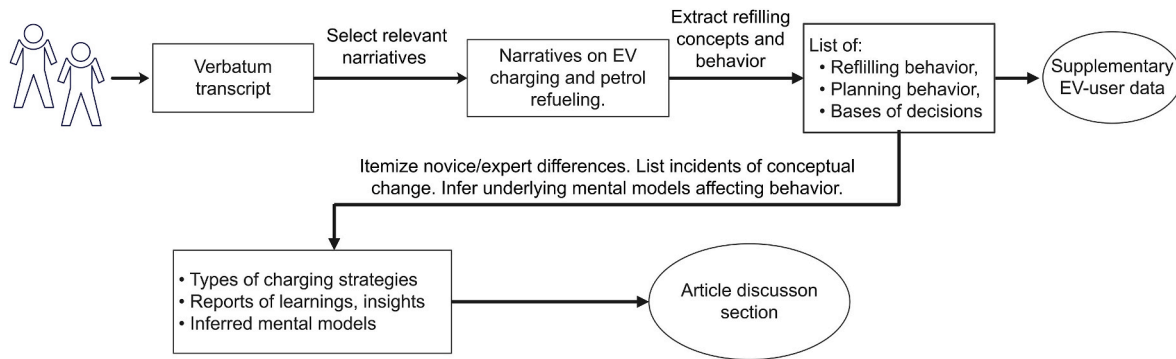 Verbatum
transcript
Select relevant
narratives
Narratives on EV
charging and petrol
refueling.
Extract refilling
concepts and
behavior
List of:
• Reflilling behavior,
• Planning behavior,
• Bases of decisions
Supplementary
EV-user data
Itemize novice/expert differences. List incidents of conceptual
change. Infer underlying mental models affecting behavior.
• Types of charging strategies
• Reports of learnings, insights
• Inferred mental models
Article discusson
section